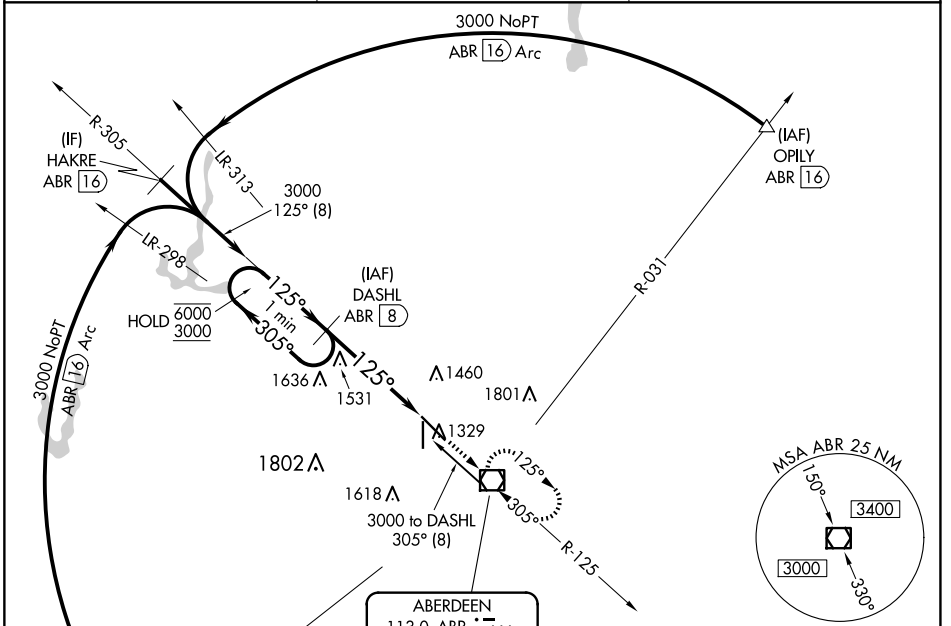 3000 NoPT
ABR 16 Arc
R-305
(IF)
HAKRE
ABR 16
LR-313
3000
125° (8)
(IAF)
OPILY
ABR 16
LR-298
R-031
HOLD 6000
3000
125°
1 min
305°
(IAF)
DASHL
ABR 8
3000 NoPT
ABR 16 Arc
125°
1636
1531
1460
1801
1329
1802
1618
125°
305°
3000 to DASHL
305° (8)
R-125
MSA ABR 25 NM
150°
3400
3000
330°
ABERDEEN
113.0 ABR